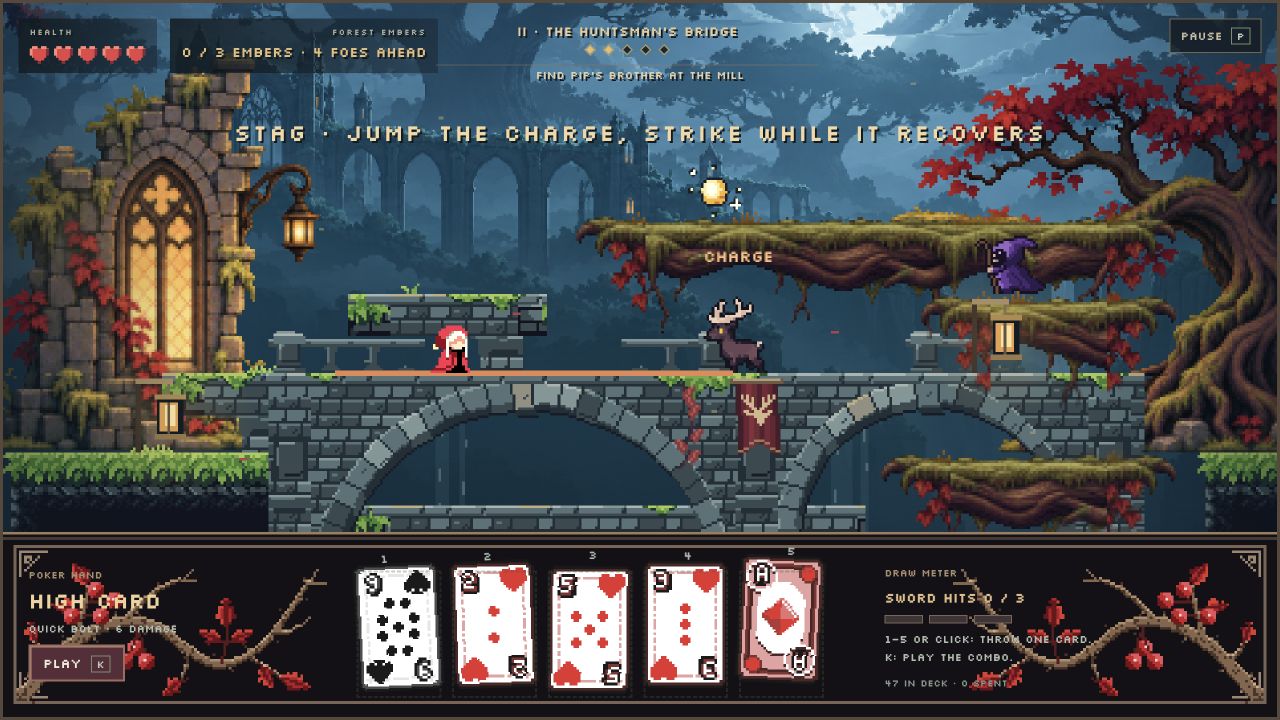 HEALTH
FOREST EMBERS
0 / 3 EMBERS · 4 FOES AHEAD
II · THE HUNTSMAN'S BRIDGE
FIND PIP'S BROTHER AT THE MILL
PAUSE P
STAG · JUMP THE CHARGE, STRIKE WHILE IT RECOVERS
CHARGE
POKER HAND
HIGH CARD
QUICK BOLT · 6 DAMAGE
PLAY K
1 2 3 4 5
A
DRAW METER
SWORD HITS 0 / 3
1-5 OR CLICK: THROW ONE CARD.
K: PLAY THE COMBO.
47 IN DECK · 0 SPENT